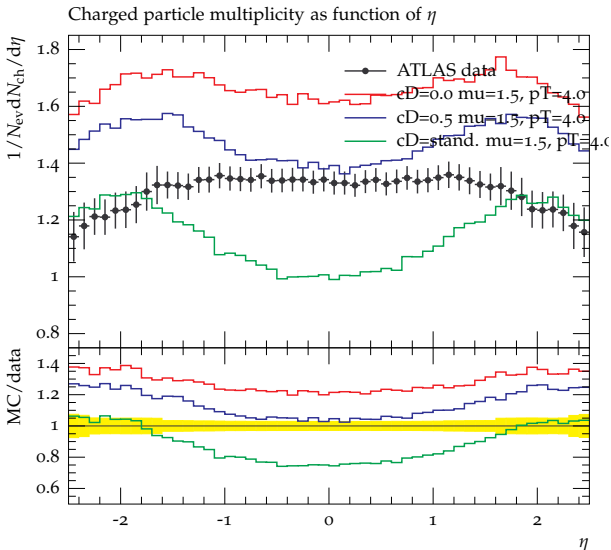 Charged particle multiplicity as function of η
1/N_ev dN_ch/dη
1.8
1.6
1.4
1.2
1
0.8
ATLAS data
cD=0.0 mu=1.5, pT=4.0
cD=0.5 mu=1.5, pT=4.0
cD=stand. mu=1.5, pT=4.0
MC/data
1.4
1.2
1
0.8
0.6
-2
-1
0
1
2
η